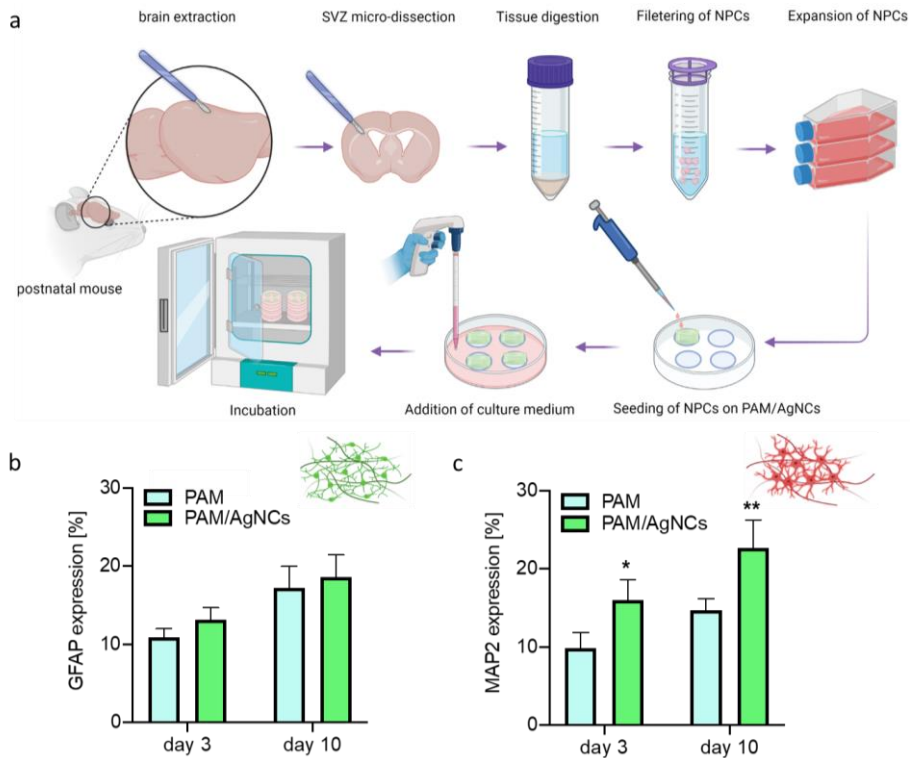 a
brain extraction
SVZ micro-dissection
Tissue digestion
Filetering of NPCs
Expansion of NPCs
postnatal mouse
Incubation
Addition of culture medium
Seeding of NPCs on PAM/AgNCs
b
30
20
10
0
GFAP expression [%]
PAM
PAM/AgNCs
day 3
day 10
c
30
20
10
0
MAP2 expression [%]
PAM
PAM/AgNCs
*
**
day 3
day 10